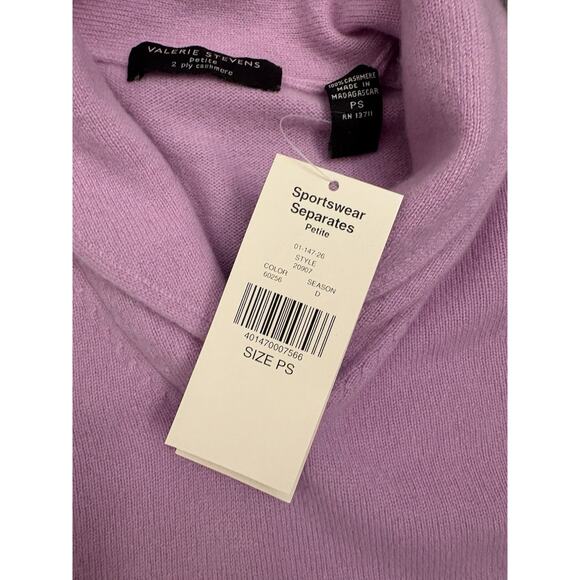 VALERIE STEVENS
petite
2 ply cashmere
100% CASHMERE
MADE IN
MADAGASCAR
PS
RN 13711
Sportswear
Separates
Petite
01-147-26
STYLE
20907
COLOR
60256
SEASON
D
401470007566
SIZE PS